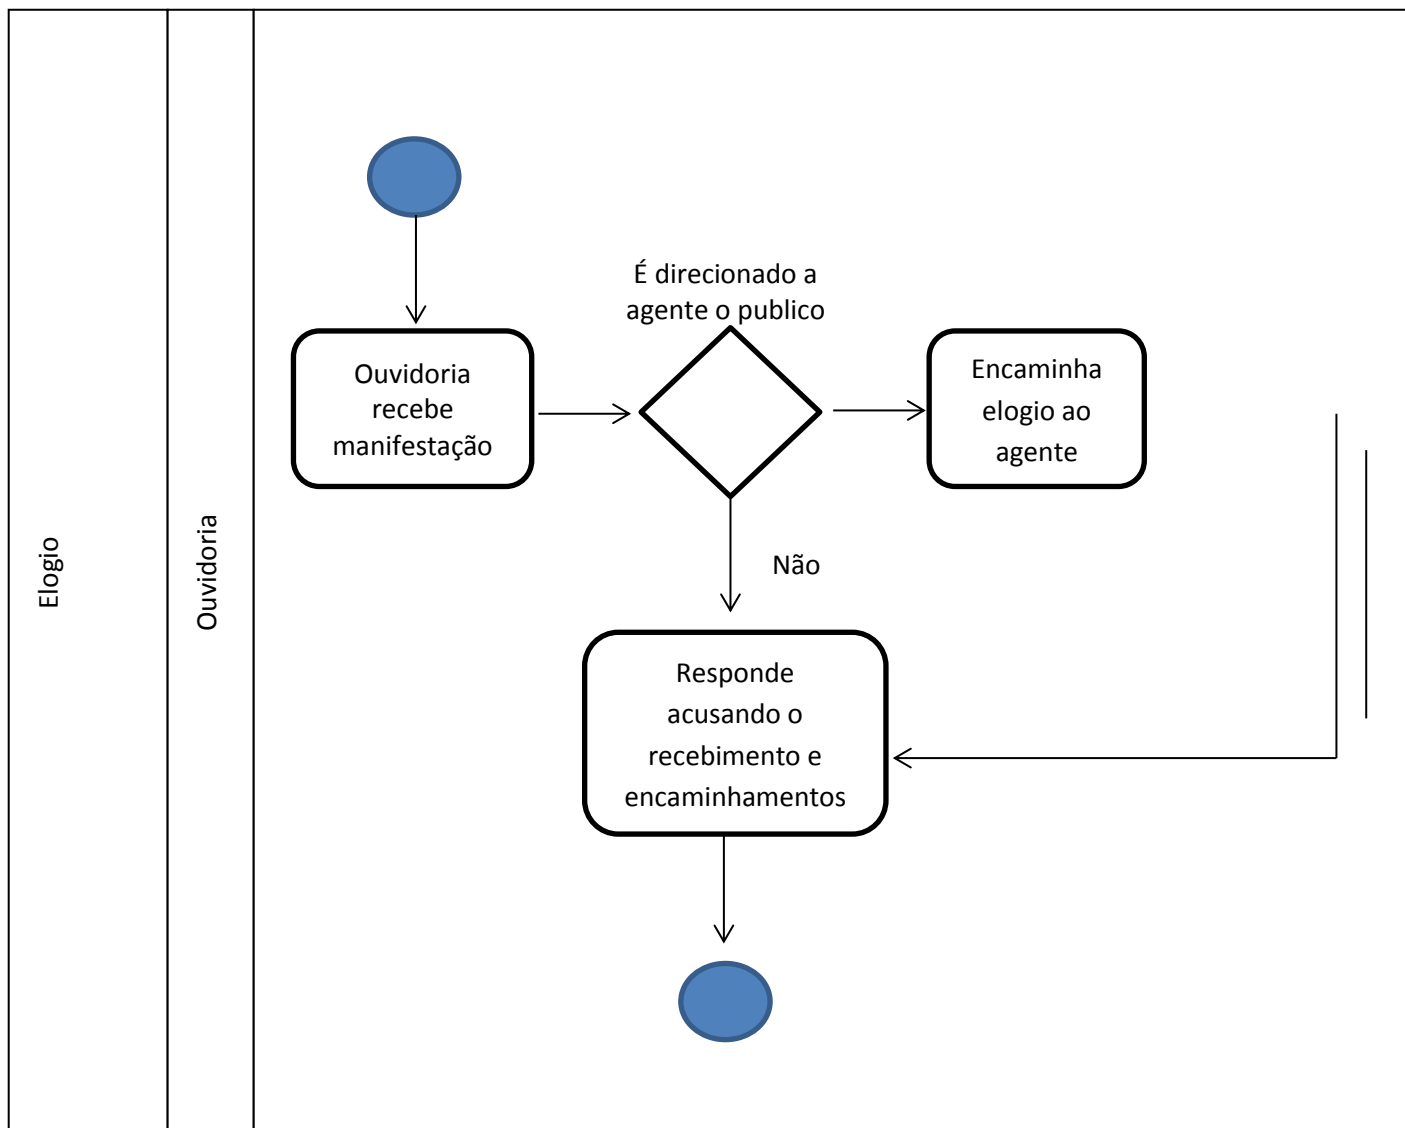 Elogio
Ouvidoria
Ouvidoria
recebe
manifestação
É direcionado a
agente o publico
Encaminha
elogio ao
agente
Não
Responde
acusando o
recebimento e
encaminhamentos